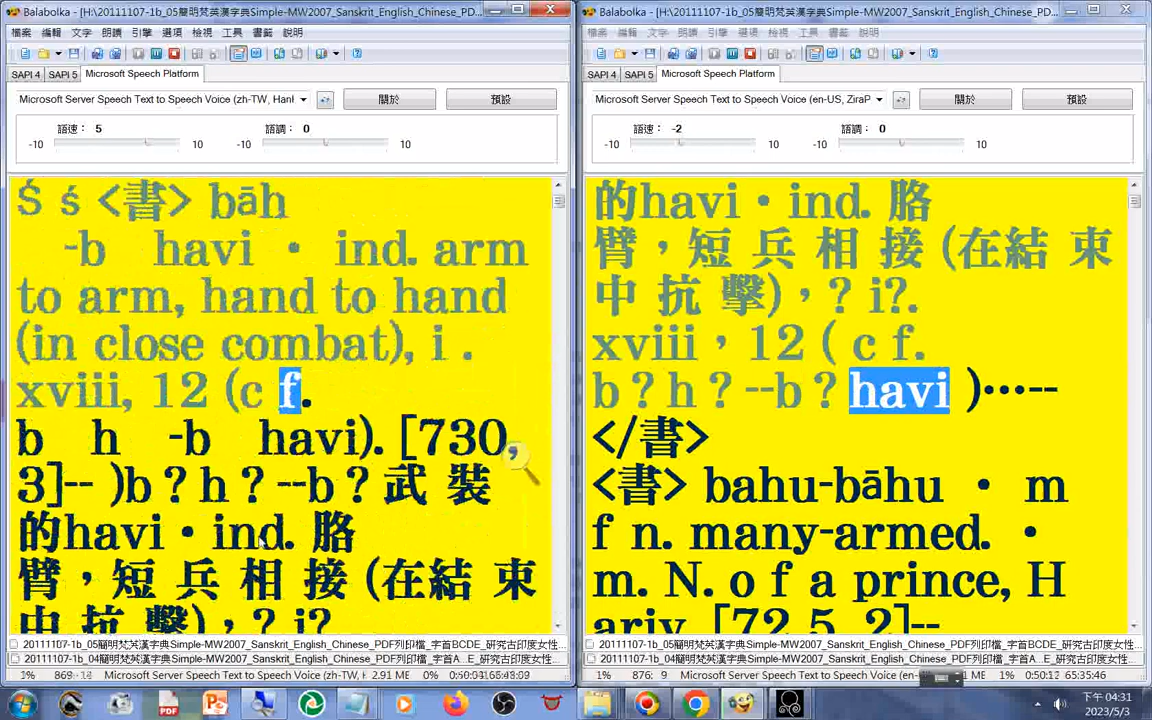 Balabolka - [H:\20111107-1b_05簡明梵英漢字典Simple-MW2007_Sanskrit_English_Chinese_PD...
檔案 編輯 文字 朗讀 引擎 選項 檢視 工具 書籤 說明
SAPI 4 SAPI 5 Microsoft Speech Platform
Microsoft Server Speech Text to Speech Voice (zh-TW, Hanl 關於 預設
語速： 5 語調： 0
-10 10 -10 10
Ś ś <書> bāh
-b havi • ind. arm
to arm, hand to hand
(in close combat), i .
xviii, 12 (c f.
b h -b havi). [730,
3]-- )b ? h ? --b ? 武 裝
的havi • ind. 胳
臂，短 兵 相 接 (在結 束
中 抗 擊)，? i?
20111107-1b_05簡明梵英漢字典Simple-MW2007_Sanskrit_English_Chinese_PDF列印檔_字首BCDE_研究古印度女性...
20111107-1b_04簡明梵英漢字典Simple-MW2007_Sanskrit_English_Chinese_PDF列印檔_字首A...E_研究古印度女性...
Microsoft Server Speech Text to Speech Voice (zh-TW, H 2.91 MB 0%
Balabolka - [H:\20111107-1b_05簡明梵英漢字典Simple-MW2007_Sanskrit_English_Chinese_PD...
檔案 編輯 文字 朗讀 引擎 選項 檢視 工具 書籤 說明
SAPI 4 SAPI 5 Microsoft Speech Platform
Microsoft Server Speech Text to Speech Voice (en-US, ZiraP 關於 預設
語速： -2 語調： 0
-10 10 -10 10
的havi • ind. 胳
臂，短 兵 相 接 (在結 束
中 抗 擊)，? i?.
xviii，12 ( c f.
b ? h ? --b ? havi )…--
</書>
<書> bahu-bāhu • m
f n. many-armed. •
m. N. o f a prince, H
ariv. [72 5, 2]--
20111107-1b_05簡明梵英漢字典Simple-MW2007_Sanskrit_English_Chinese_PDF列印檔_字首BCDE_研究古印度女性...
20111107-1b_04簡明梵英漢字典Simple-MW2007_Sanskrit_English_Chinese_PDF列印檔_字首A...E_研究古印度女性...
1% 876: 9 Microsoft Server Speech Text to Speech Voice (en-US, Z 1% 65:35:46
下午 04:31
2023/5/3